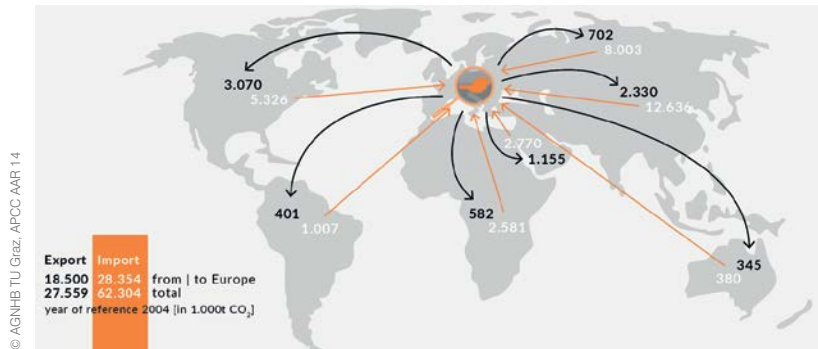 702
8.003
3.070
5.326
2.330
12.636
2.770
1.155
401
1.007
582
2.581
345
380
Export Import
18.500 28.354 from | to Europe
27.559 62.304 total
year of reference 2004 [in 1.000t CO₂]
© AGNHB TU Graz, APCC AAR14